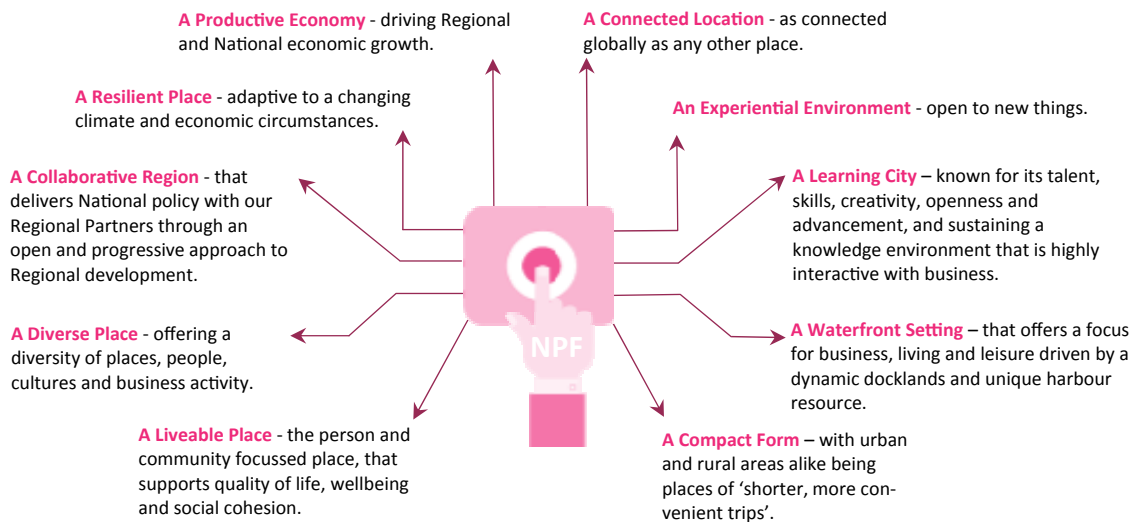 A Productive Economy - driving Regional
and National economic growth.
A Connected Location - as connected
globally as any other place.
A Resilient Place - adaptive to a changing
climate and economic circumstances.
An Experiential Environment - open to new things.
A Collaborative Region - that
delivers National policy with our
Regional Partners through an
open and progressive approach to
Regional development.
A Learning City – known for its talent,
skills, creativity, openness and
advancement, and sustaining a
knowledge environment that is highly
interactive with business.
NPF
A Diverse Place - offering a
diversity of places, people,
cultures and business activity.
A Waterfront Setting – that offers a focus
for business, living and leisure driven by a
dynamic docklands and unique harbour
resource.
A Liveable Place - the person and
community focussed place, that
supports quality of life, wellbeing
and social cohesion.
A Compact Form – with urban
and rural areas alike being
places of ‘shorter, more con-
venient trips’.